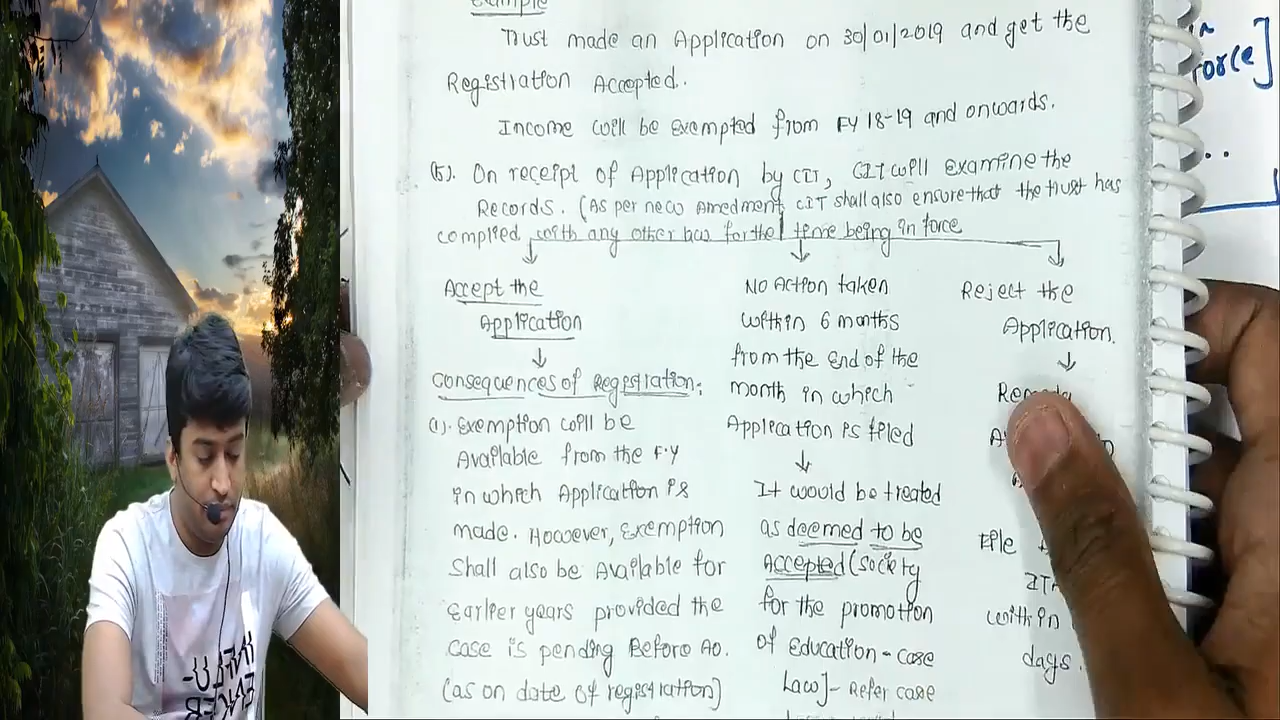 Example
Trust made an Application on 30/01/2019 and get the
Registration Accepted..
Income will be Exempted from FY 18-19 and onwards.
(5). On receipt of Application by CIT, CIT will Examine the
Records. (As per new Amedment, CIT shall also ensure that the trust has
complied with any other law for the time being in force
Accept the
Application
Consequences of Registration:
(1). Exemption will be
Available from the F.Y
in which Application is
made. However, Exemption
shall also be Available for
Earlier years provided the
case is pending Before AO.
(as on date of registration)
No Action taken
within 6 months
from the End of the
month in which
Application is filed
It would be treated
as deemed to be
Accepted (society
for the promotion
of Education - case
Law] - Refer case
Reject the
Application.
File
within
days.
force]